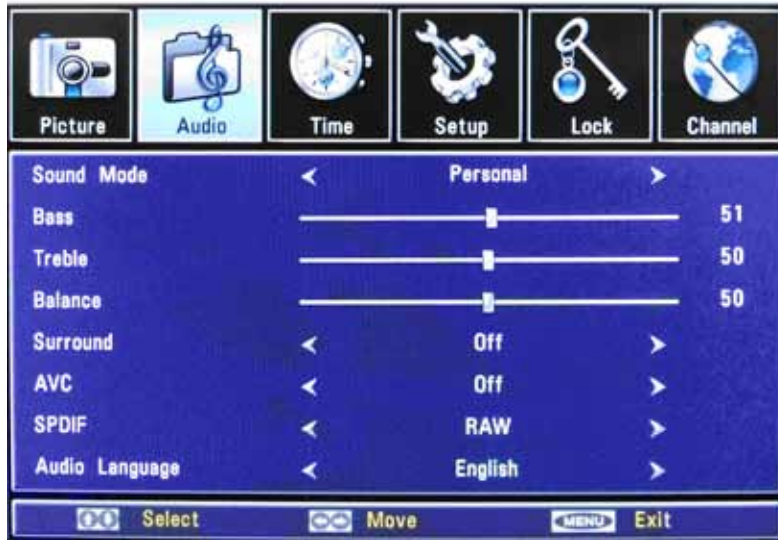 Picture Audio Time Setup Lock Channel
Sound Mode Personal
Bass 51
Treble 50
Balance 50
Surround Off
AVC Off
SPDIF RAW
Audio Language English
Select Move MENU Exit